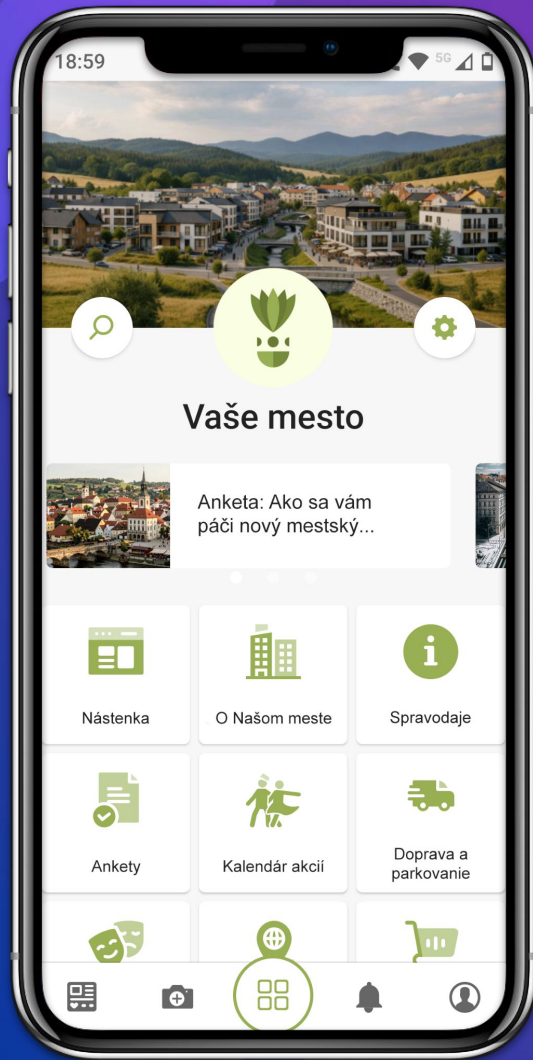 18:59
5G
Vaše mesto
Anketa: Ako sa vám
páči nový mestský...
Nástenka
O Našom meste
Spravodaje
Ankety
Kalendár akcií
Doprava a
parkovanie